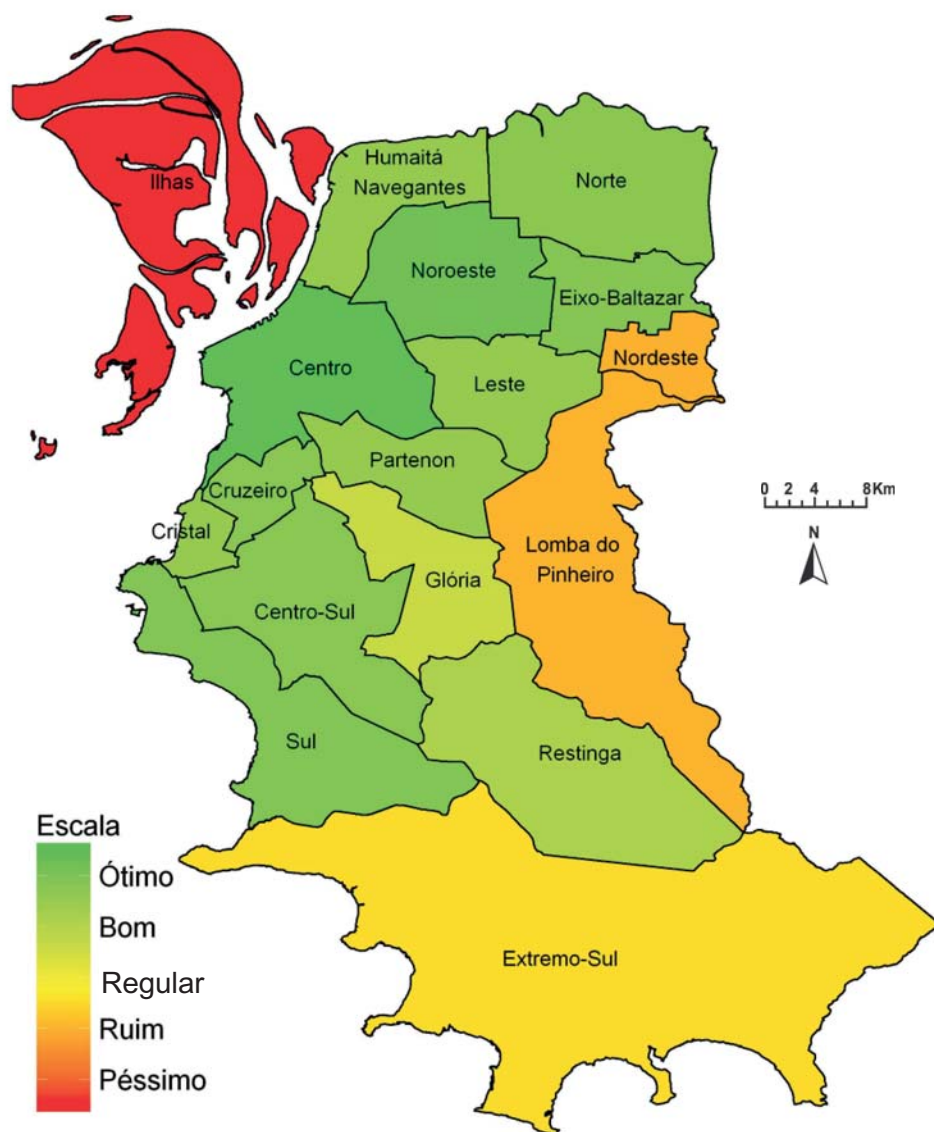 Humaitá
Navegantes
Norte
Ilhas
Noroeste
Eixo-Baltazar
Nordeste
Centro
Leste
Partenon
Cruzeiro
Cristal
0 2 4 8Km
N
Lomba do
Pinheiro
Glória
Centro-Sul
Sul
Restinga
Escala
Ótimo
Bom
Regular
Ruim
Péssimo
Extremo-Sul